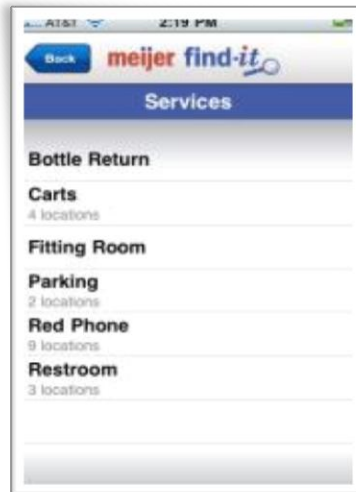 AT&T 2:19 PM
Back meijer find-it
Services
Bottle Return
Carts
4 locations
Fitting Room
Parking
2 locations
Red Phone
9 locations
Restroom
3 locations